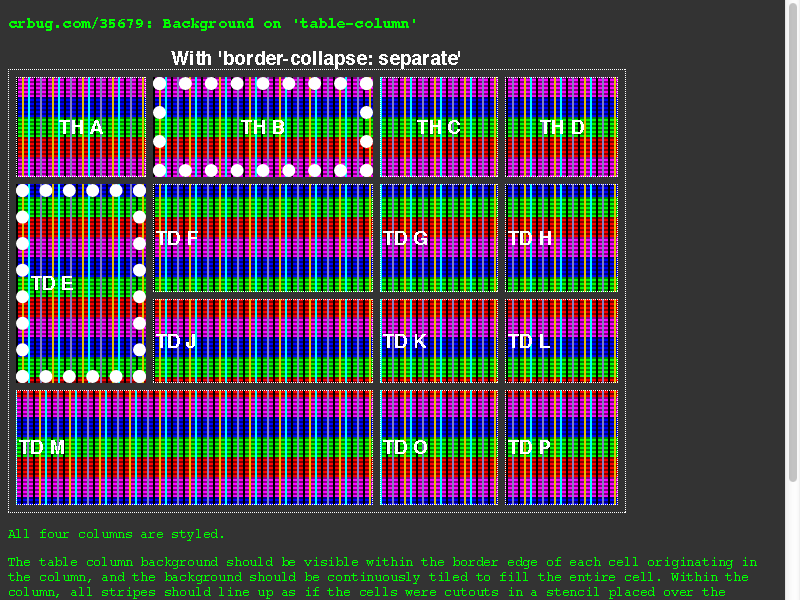 crbug.com/35679: Background on 'table-column'
With 'border-collapse: separate'
TH A TH B TH C TH D
TD E
TD F TD G TD H
TD J TD K TD L
TD M TD O TD P
All four columns are styled.
The table column background should be visible within the border edge of each cell originating in
the column, and the background should be continuously tiled to fill the entire cell. Within the
column, all stripes should line up as if the cells were cutouts in a stencil placed over the